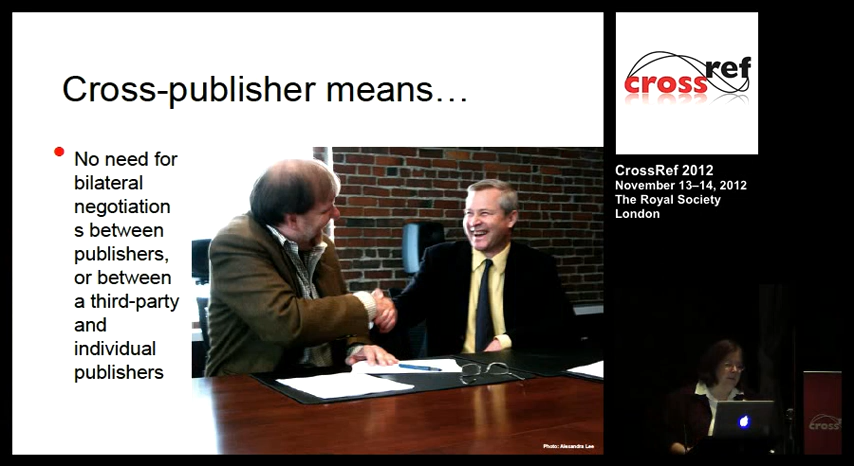 Cross-publisher means…
No need for
bilateral
negotiation
s between
publishers,
or between
a third-party
and
individual
publishers
Photo: Alexandra Lee
crossref
CrossRef 2012
November 13–14, 2012
The Royal Society
London
cross